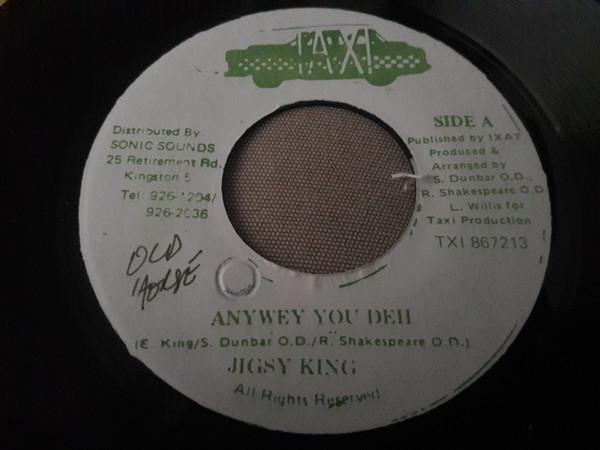 TAXI
SIDE A
Distributed By:
SONIC SOUNDS
25 Retirement Rd.
Kingston 5
Tel: 926-1204/
926-2636
Published by IXAT
Produced &
Arranged by
S. Dunbar O.D.,
R. Shakespeare O.D.
L. Willis for
Taxi Production
TXI 867213
OLD
ANYWEY YOU DEH
(E. King/S. Dunbar O.D./R. Shakespeare O.D.)
JIGSY KING
All Rights Reserved